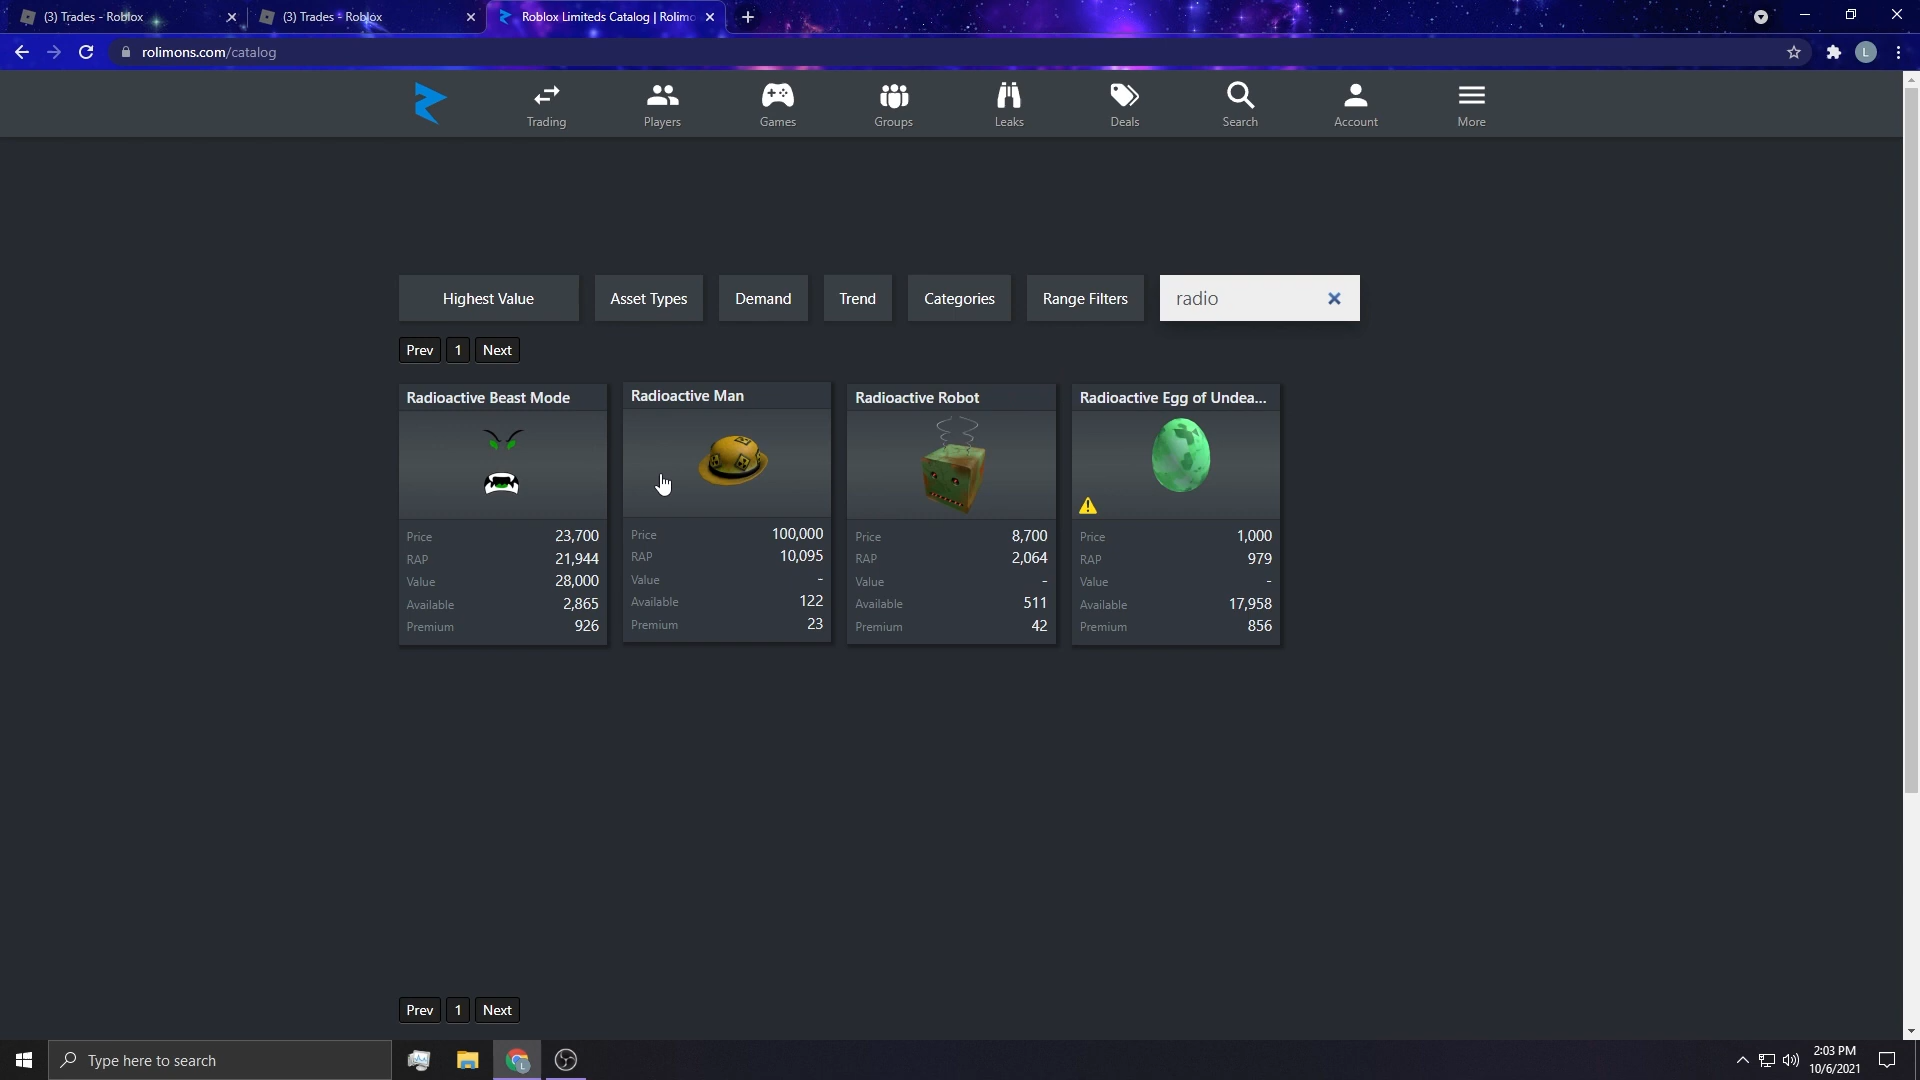 (3) Trades - Roblox
(3) Trades - Roblox
Roblox Limiteds Catalog | Rolimo
rolimons.com/catalog
L
Trading
Players
Games
Groups
Leaks
Deals
Search
Account
More
Highest Value
Asset Types
Demand
Trend
Categories
Range Filters
radio
Prev 1 Next
Radioactive Beast Mode
Price 23,700
RAP 21,944
Value 28,000
Available 2,865
Premium 926
Radioactive Man
Price 100,000
RAP 10,095
Value -
Available 122
Premium 23
Radioactive Robot
Price 8,700
RAP 2,064
Value -
Available 511
Premium 42
Radioactive Egg of Undea...
Price 1,000
RAP 979
Value -
Available 17,958
Premium 856
Prev 1 Next
Type here to search
2:03 PM
10/6/2021